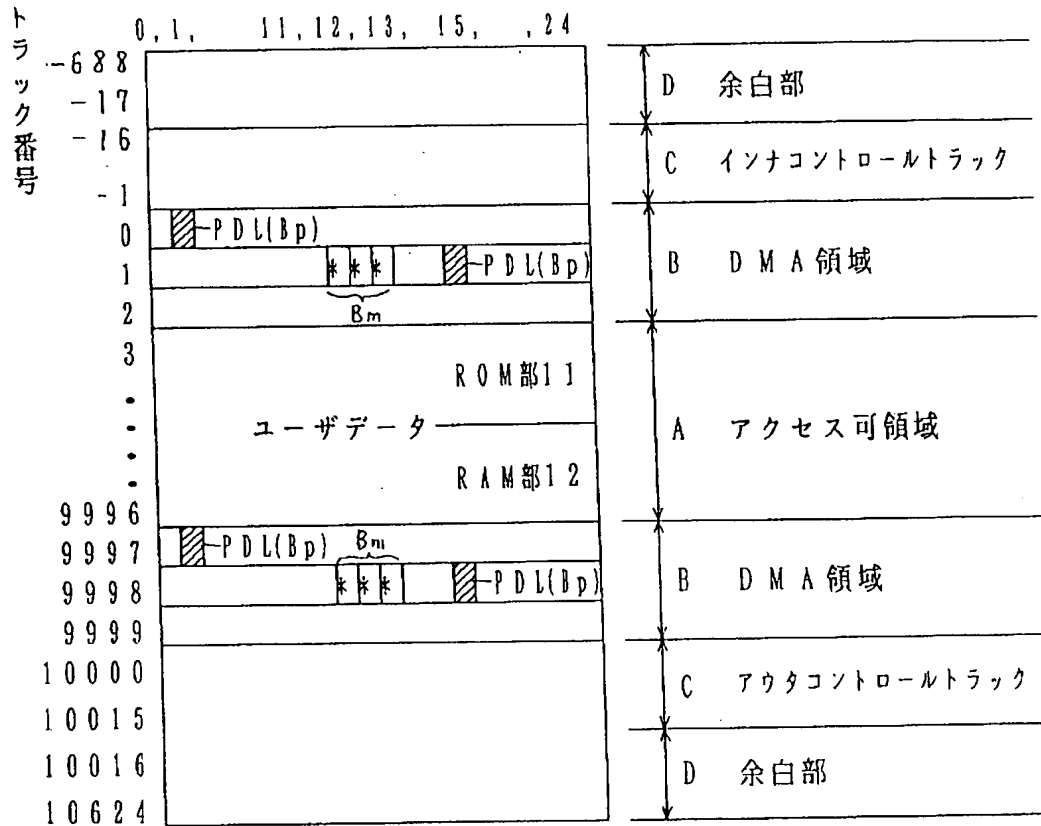 トラック番号
0, 1, 11, 12, 13, 15, , 24
-688
-17
D 余白部
-16
-1
C インナコントロールトラック
0
PDL(Bp)
1
* * *
PDL(Bp)
Bm
2
B DMA領域
3
ROM部11
ユーザデータ
RAM部12
A アクセス可領域
9996
9997
PDL(Bp)
Bm
9998
* * *
PDL(Bp)
9999
B DMA領域
10000
10015
C アウタコントロールトラック
10016
10624
D 余白部